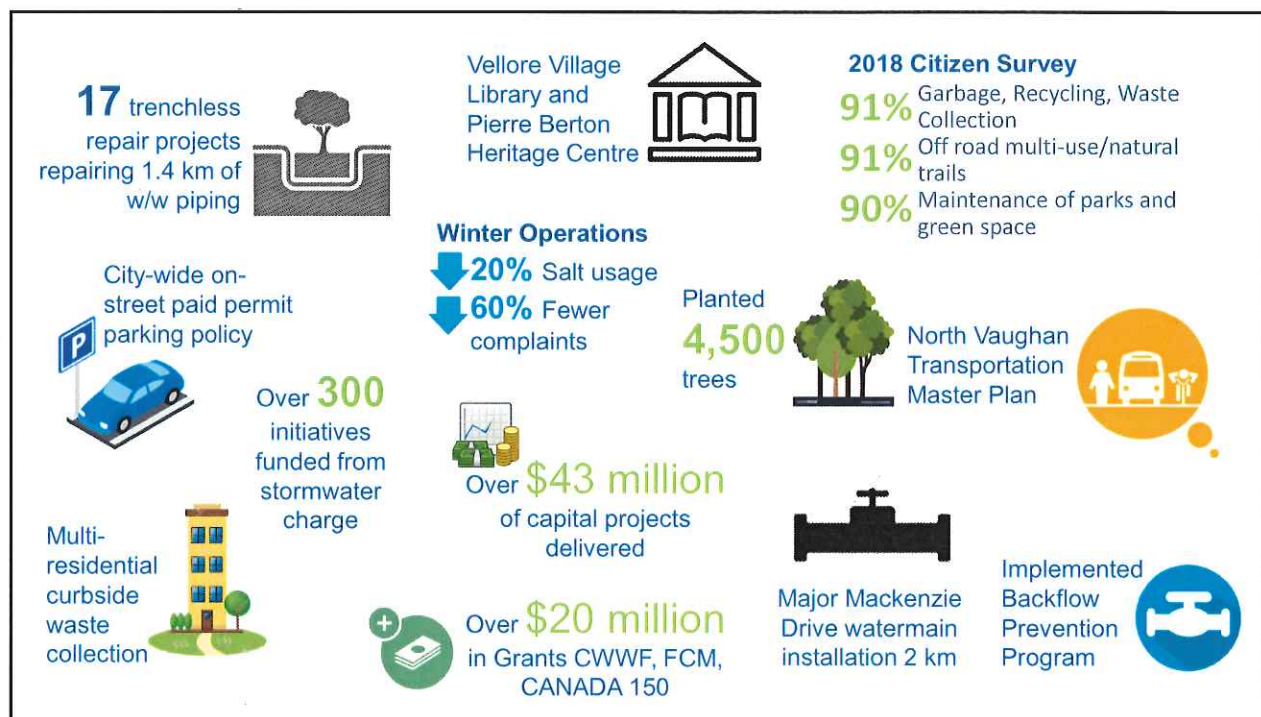 17 trenchless
repair projects
repairing 1.4 km of
w/w piping
Vellore Village
Library and
Pierre Berton
Heritage Centre
2018 Citizen Survey
91% Garbage, Recycling, Waste
Collection
91% Off road multi-use/natural
trails
90% Maintenance of parks and
green space
Winter Operations
20% Salt usage
60% Fewer
complaints
City-wide on-
street paid permit
parking policy
P
Planted
4,500
trees
North Vaughan
Transportation
Master Plan
Over 300
initiatives
funded from
stormwater
charge
Over $43 million
of capital projects
delivered
Multi-
residential
curbside
waste
collection
Over $20 million
in Grants CWWF, FCM,
CANADA 150
Major Mackenzie
Drive watermain
installation 2 km
Implemented
Backflow
Prevention
Program